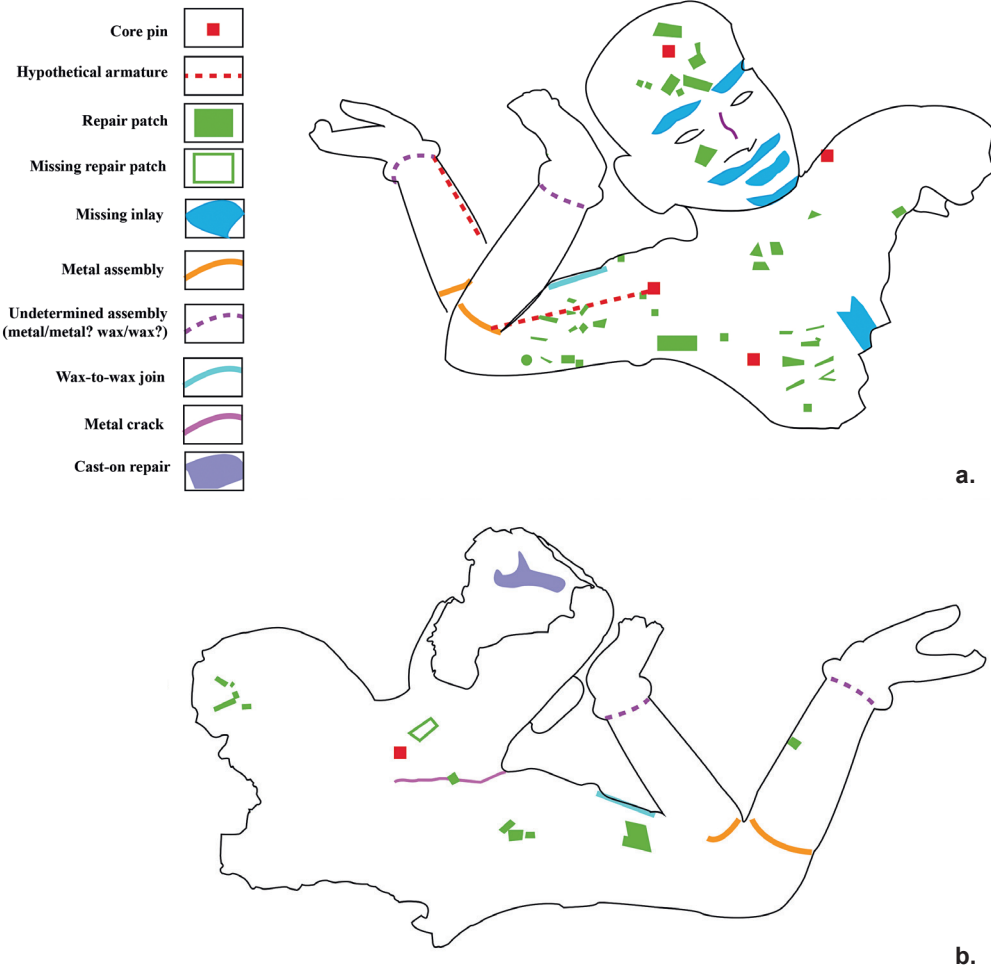 Core pin
Hypothetical armature
Repair patch
Missing repair patch
Missing inlay
Metal assembly
Undetermined assembly
(metal/metal? wax/wax?)
Wax-to-wax join
Metal crack
Cast-on repair
a.
b.